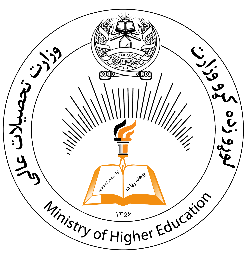 وزارت تحصیلات عالی
لوړو زده کړو وزارت
Ministry of Higher Education